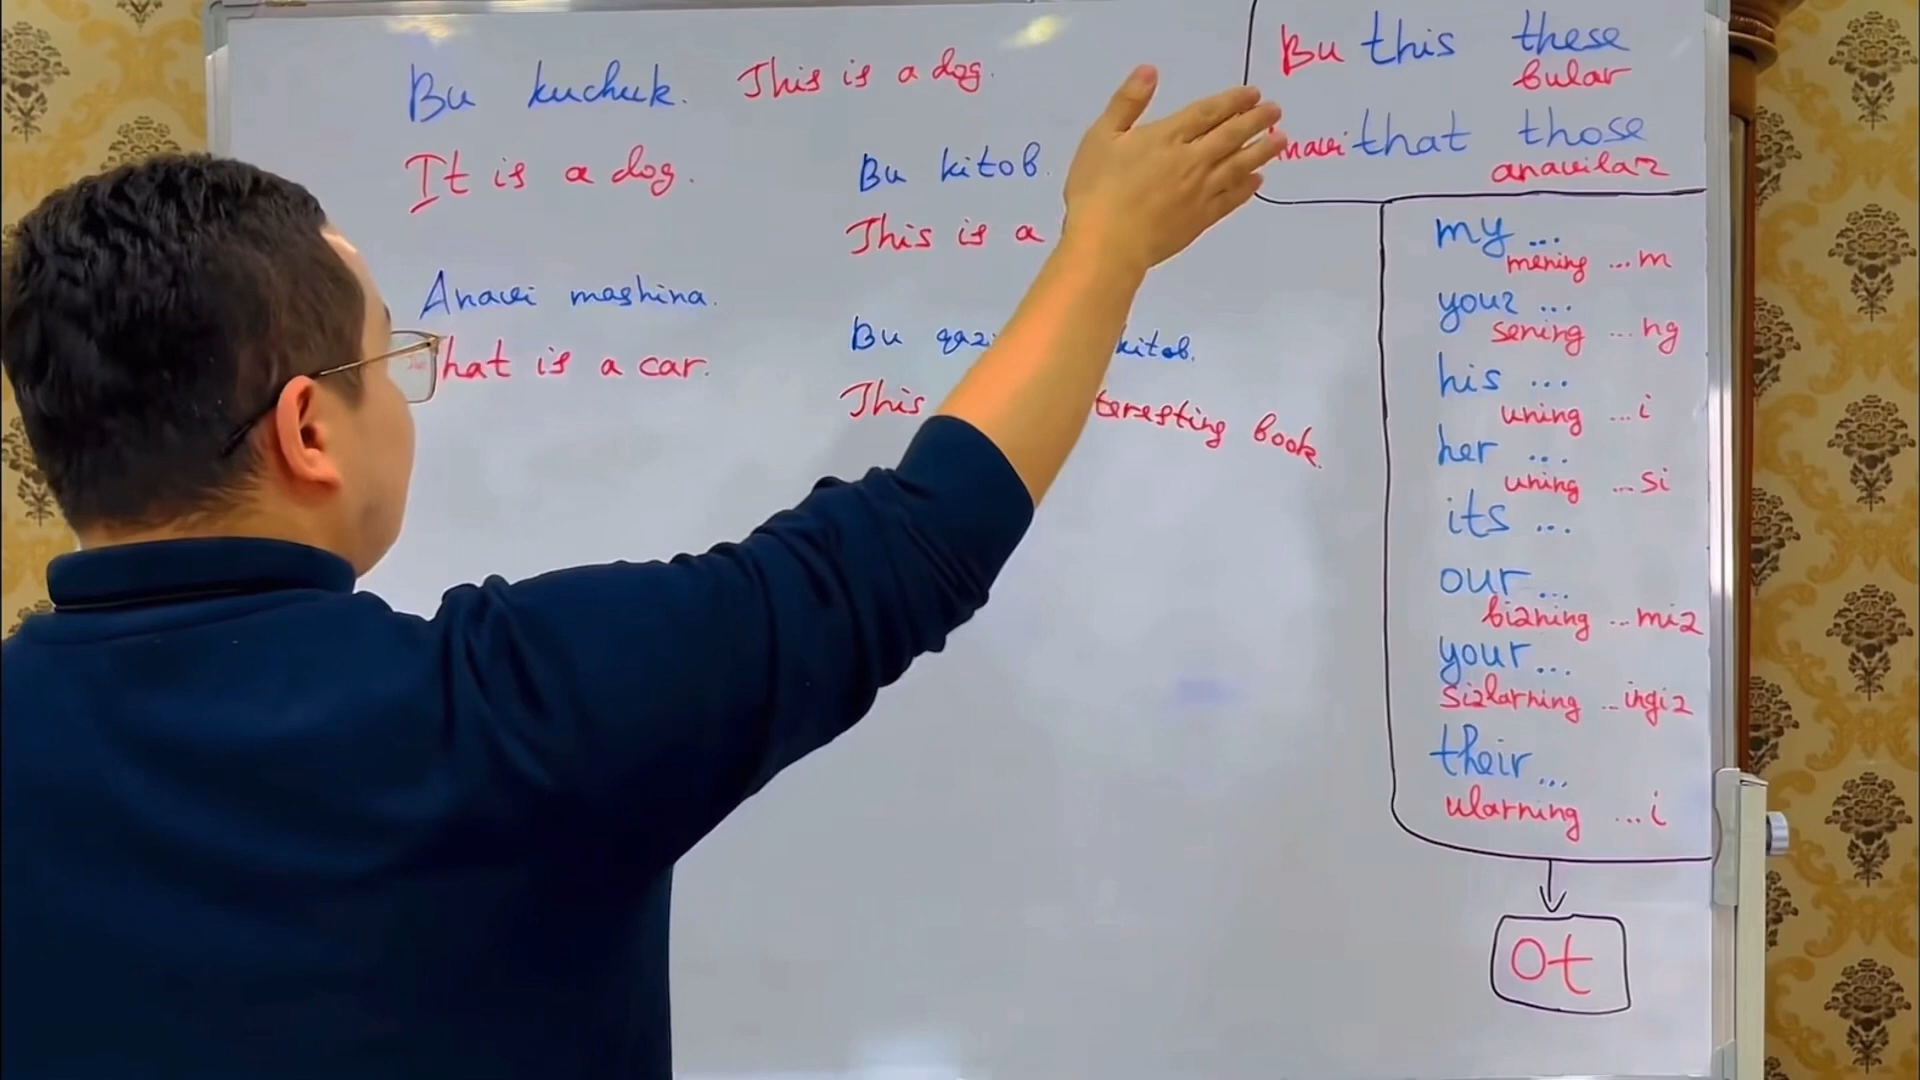 Bu kuchuk. This is a dog.
It is a dog.
Anavi mashina.
hat is a car.
Bu kitob.
This is a
Bu qazi kitob.
This teresting book.
Bu this these
bular
navi that those
anavilar
my ...
mening ...m
your ...
sening ...ng
his ...
uning ...i
her ...
uning ...si
its ...
our ...
bizning ...miz
your ...
sizlarning ...ingiz
their ...
ularning ...i
ot